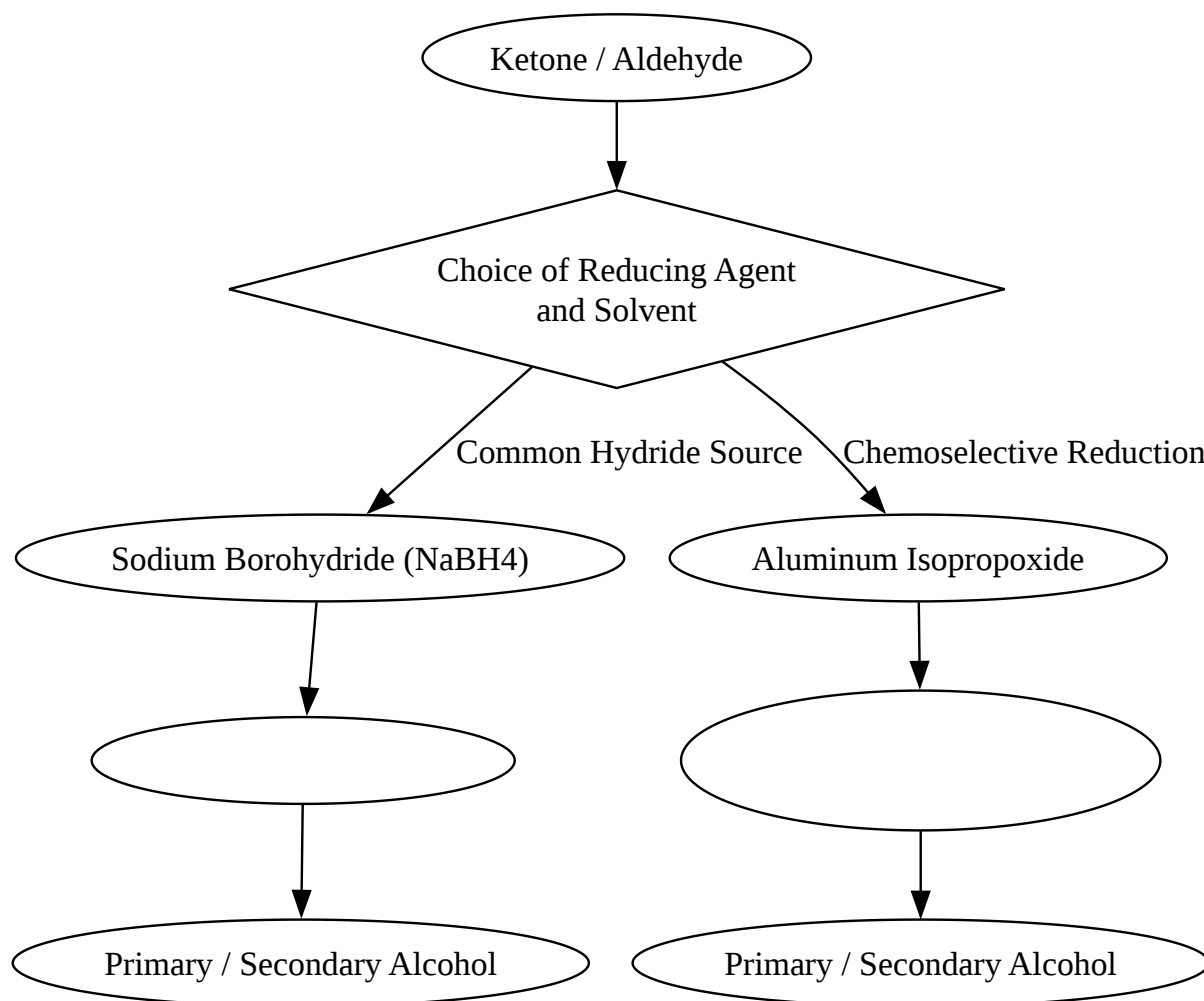 Ketone / Aldehyde
Choice of Reducing Agent
and Solvent
Common Hydride Source
Chemoselective Reduction
Sodium Borohydride (NaBH4)
Aluminum Isopropoxide
Primary / Secondary Alcohol
Primary / Secondary Alcohol